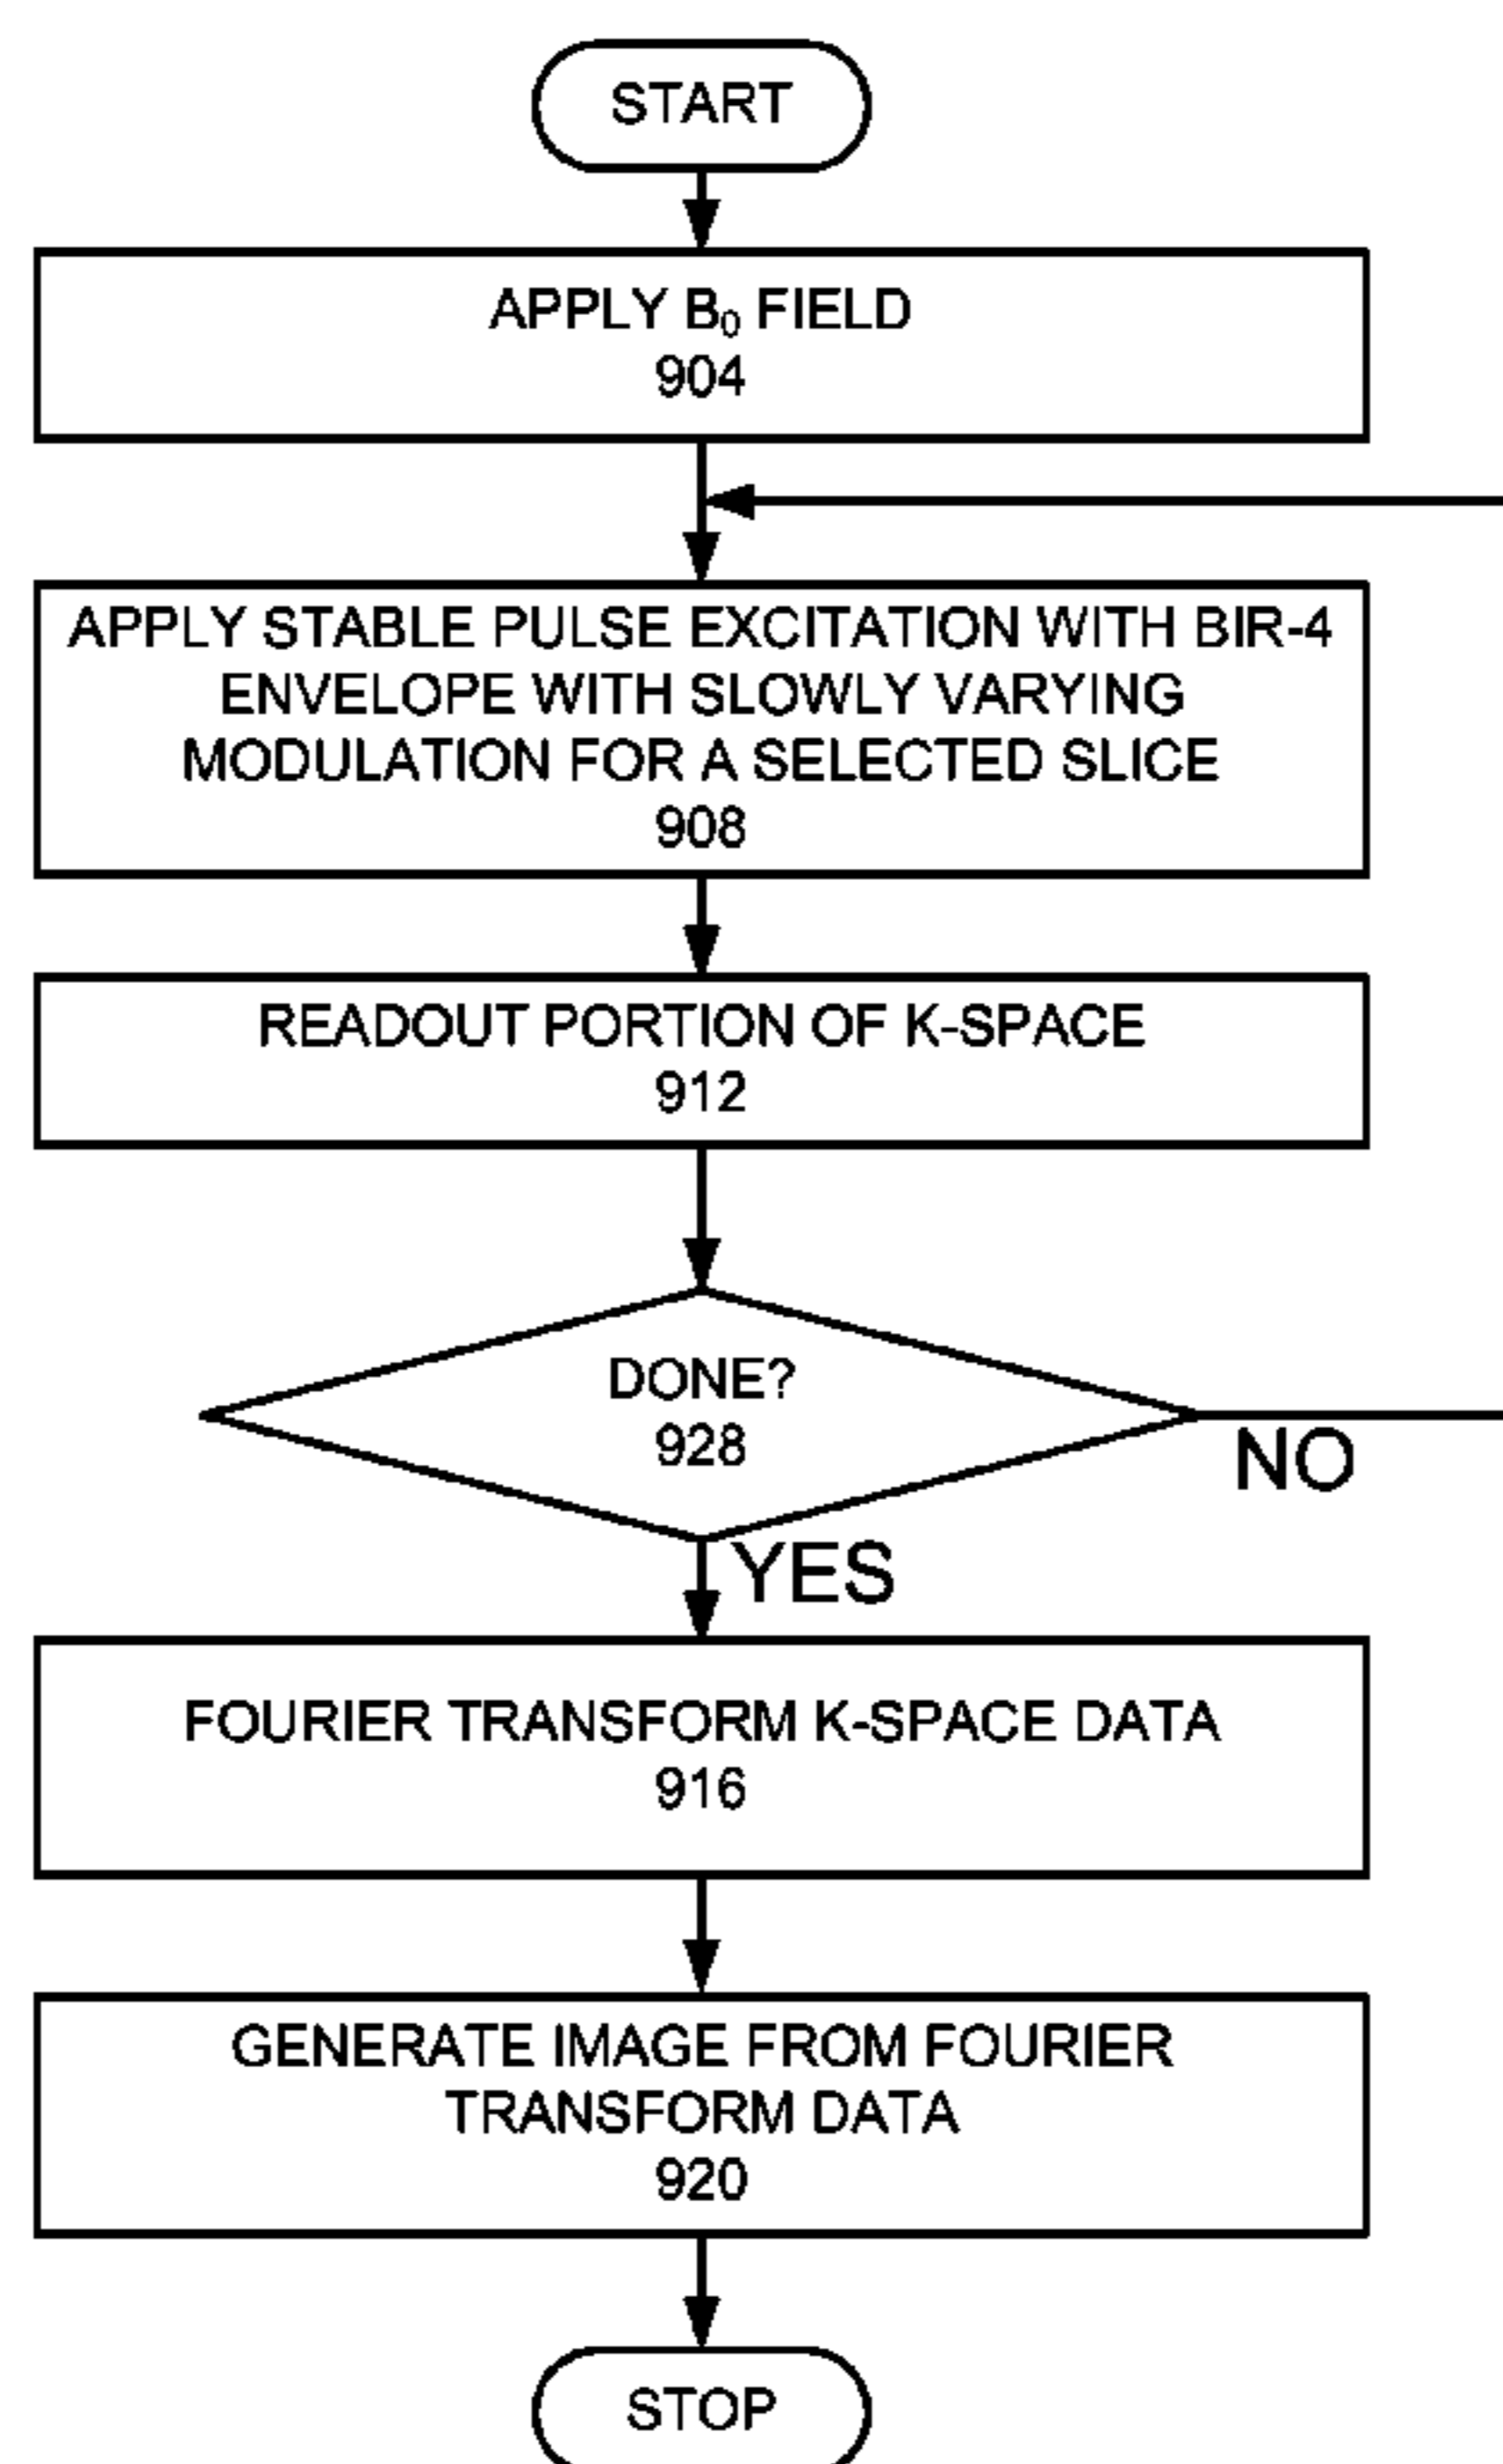 START
APPLY B₀ FIELD
904
APPLY STABLE PULSE EXCITATION WITH BIR-4
ENVELOPE WITH SLOWLY VARYING
MODULATION FOR A SELECTED SLICE
908
READOUT PORTION OF K-SPACE
912
DONE?
928
NO
YES
FOURIER TRANSFORM K-SPACE DATA
916
GENERATE IMAGE FROM FOURIER
TRANSFORM DATA
920
STOP